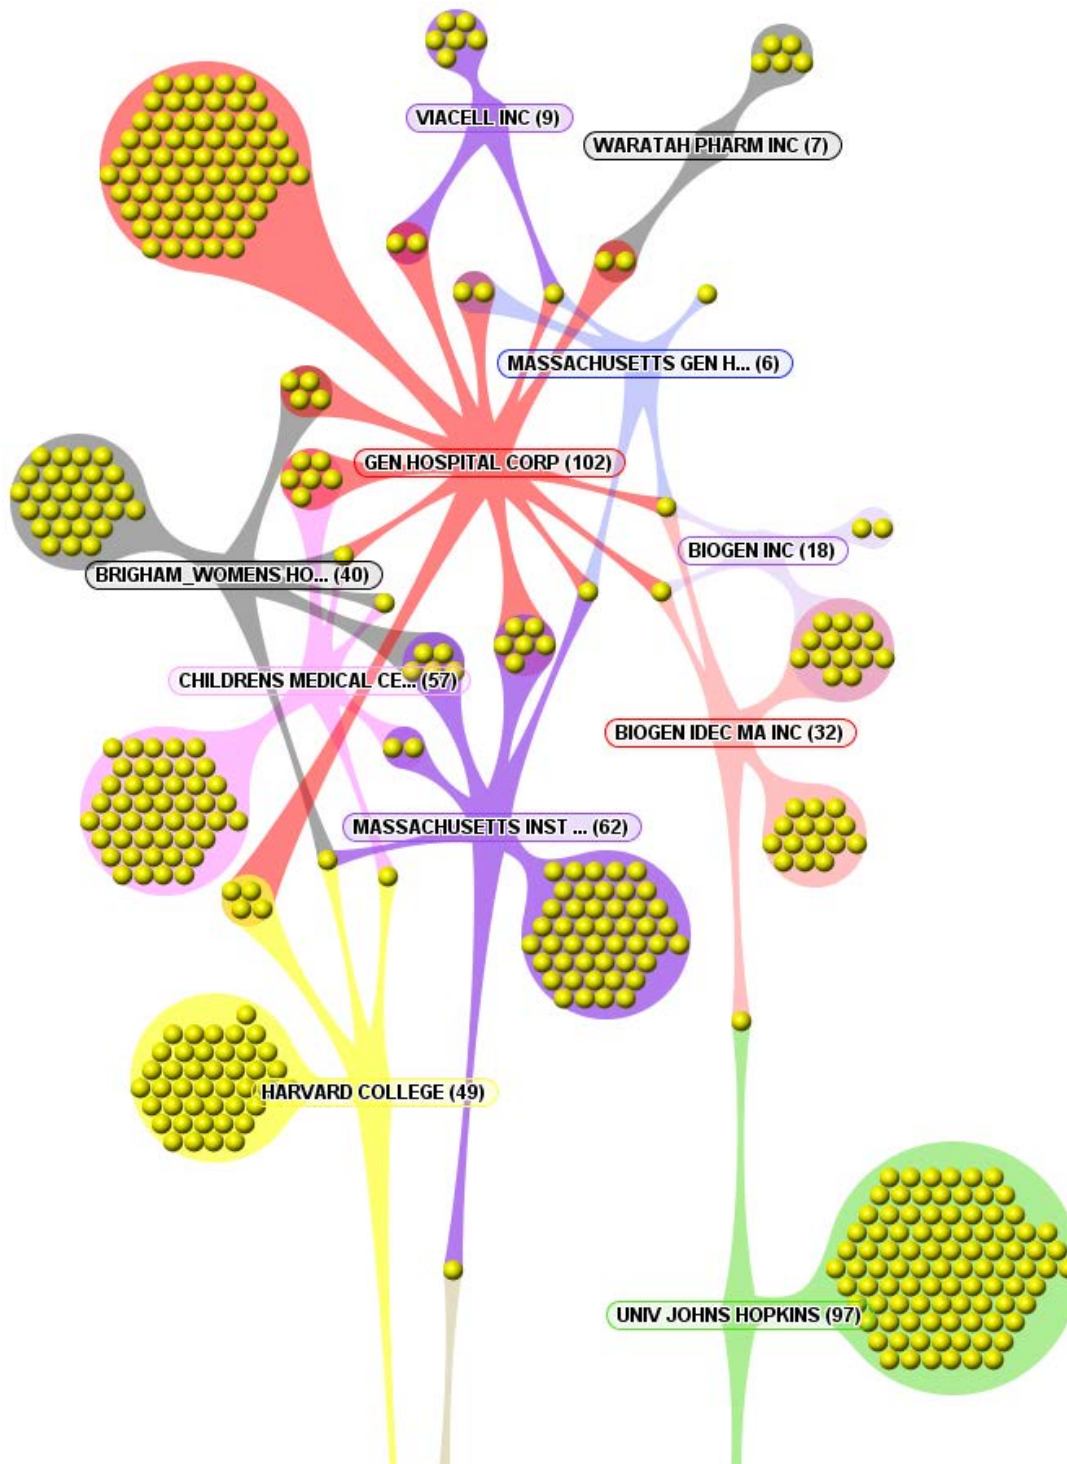 VIACELL INC (9)
WARATAH PHARM INC (7)
MASSACHUSETTS GEN H... (6)
GEN HOSPITAL CORP (102)
BIOGEN INC (18)
BRIGHAM_WOMENS HO... (40)
CHILDRENS MEDICAL CE... (57)
BIOGEN IDEC MA INC (32)
MASSACHUSETTS INST ... (62)
HARVARD COLLEGE (49)
UNIV JOHNS HOPKINS (97)